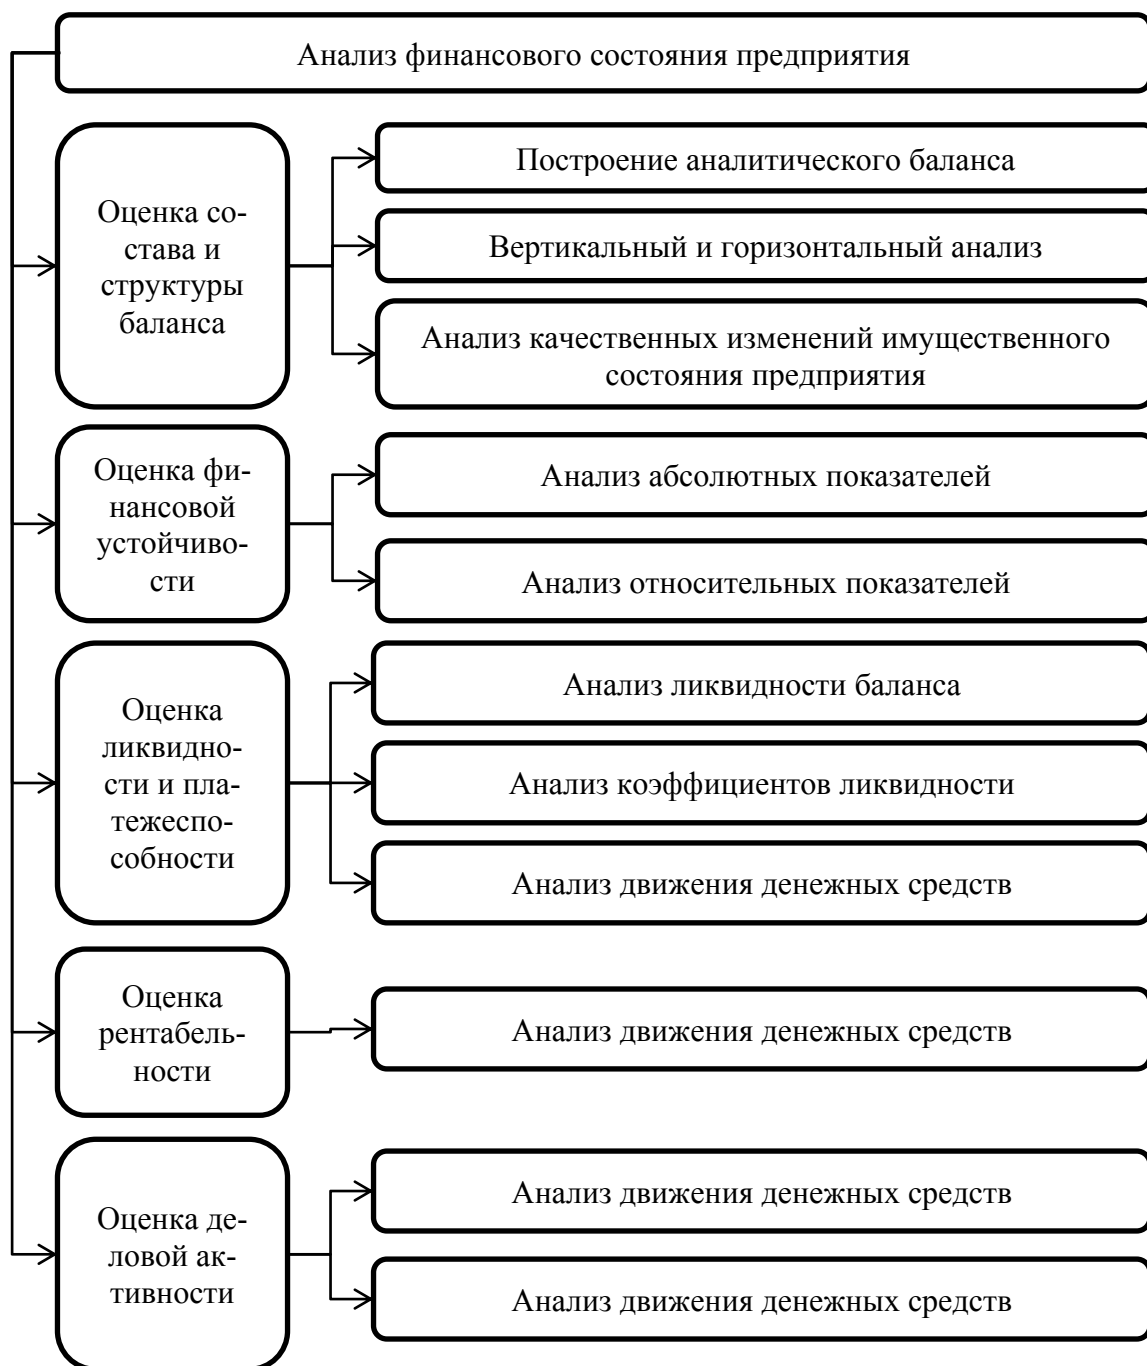 Анализ финансового состояния предприятия
Оценка со-
става и
структуры
баланса
Построение аналитического баланса
Вертикальный и горизонтальный анализ
Анализ качественных изменений имущественного
состояния предприятия
Оценка фи-
нансовой
устойчиво-
сти
Анализ абсолютных показателей
Анализ относительных показателей
Оценка
ликвидно-
сти и пла-
тежеспо-
собности
Анализ ликвидности баланса
Анализ коэффициентов ликвидности
Анализ движения денежных средств
Оценка
рентабель-
ности
Анализ движения денежных средств
Оценка де-
ловой ак-
тивности
Анализ движения денежных средств
Анализ движения денежных средств